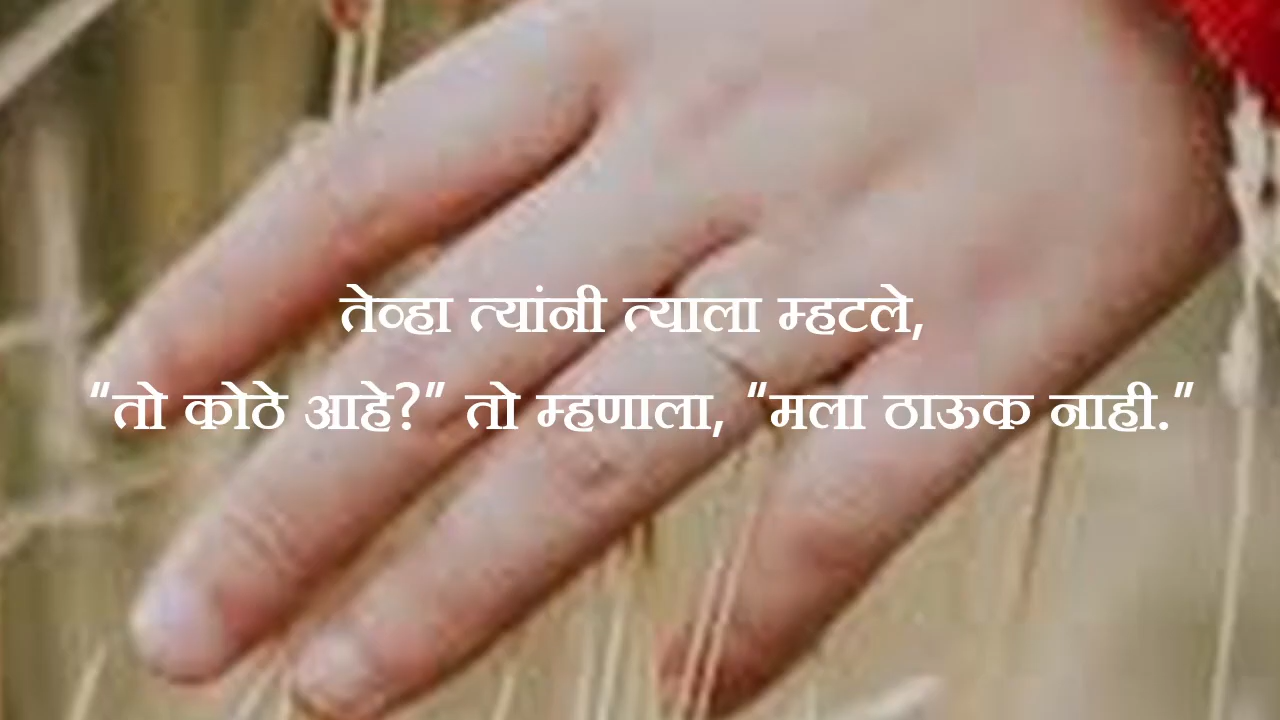 तेव्हा त्यांनी त्याला म्हटले,
“तो कोठे आहे?” तो म्हणाला, “मला ठाऊक नाही.”